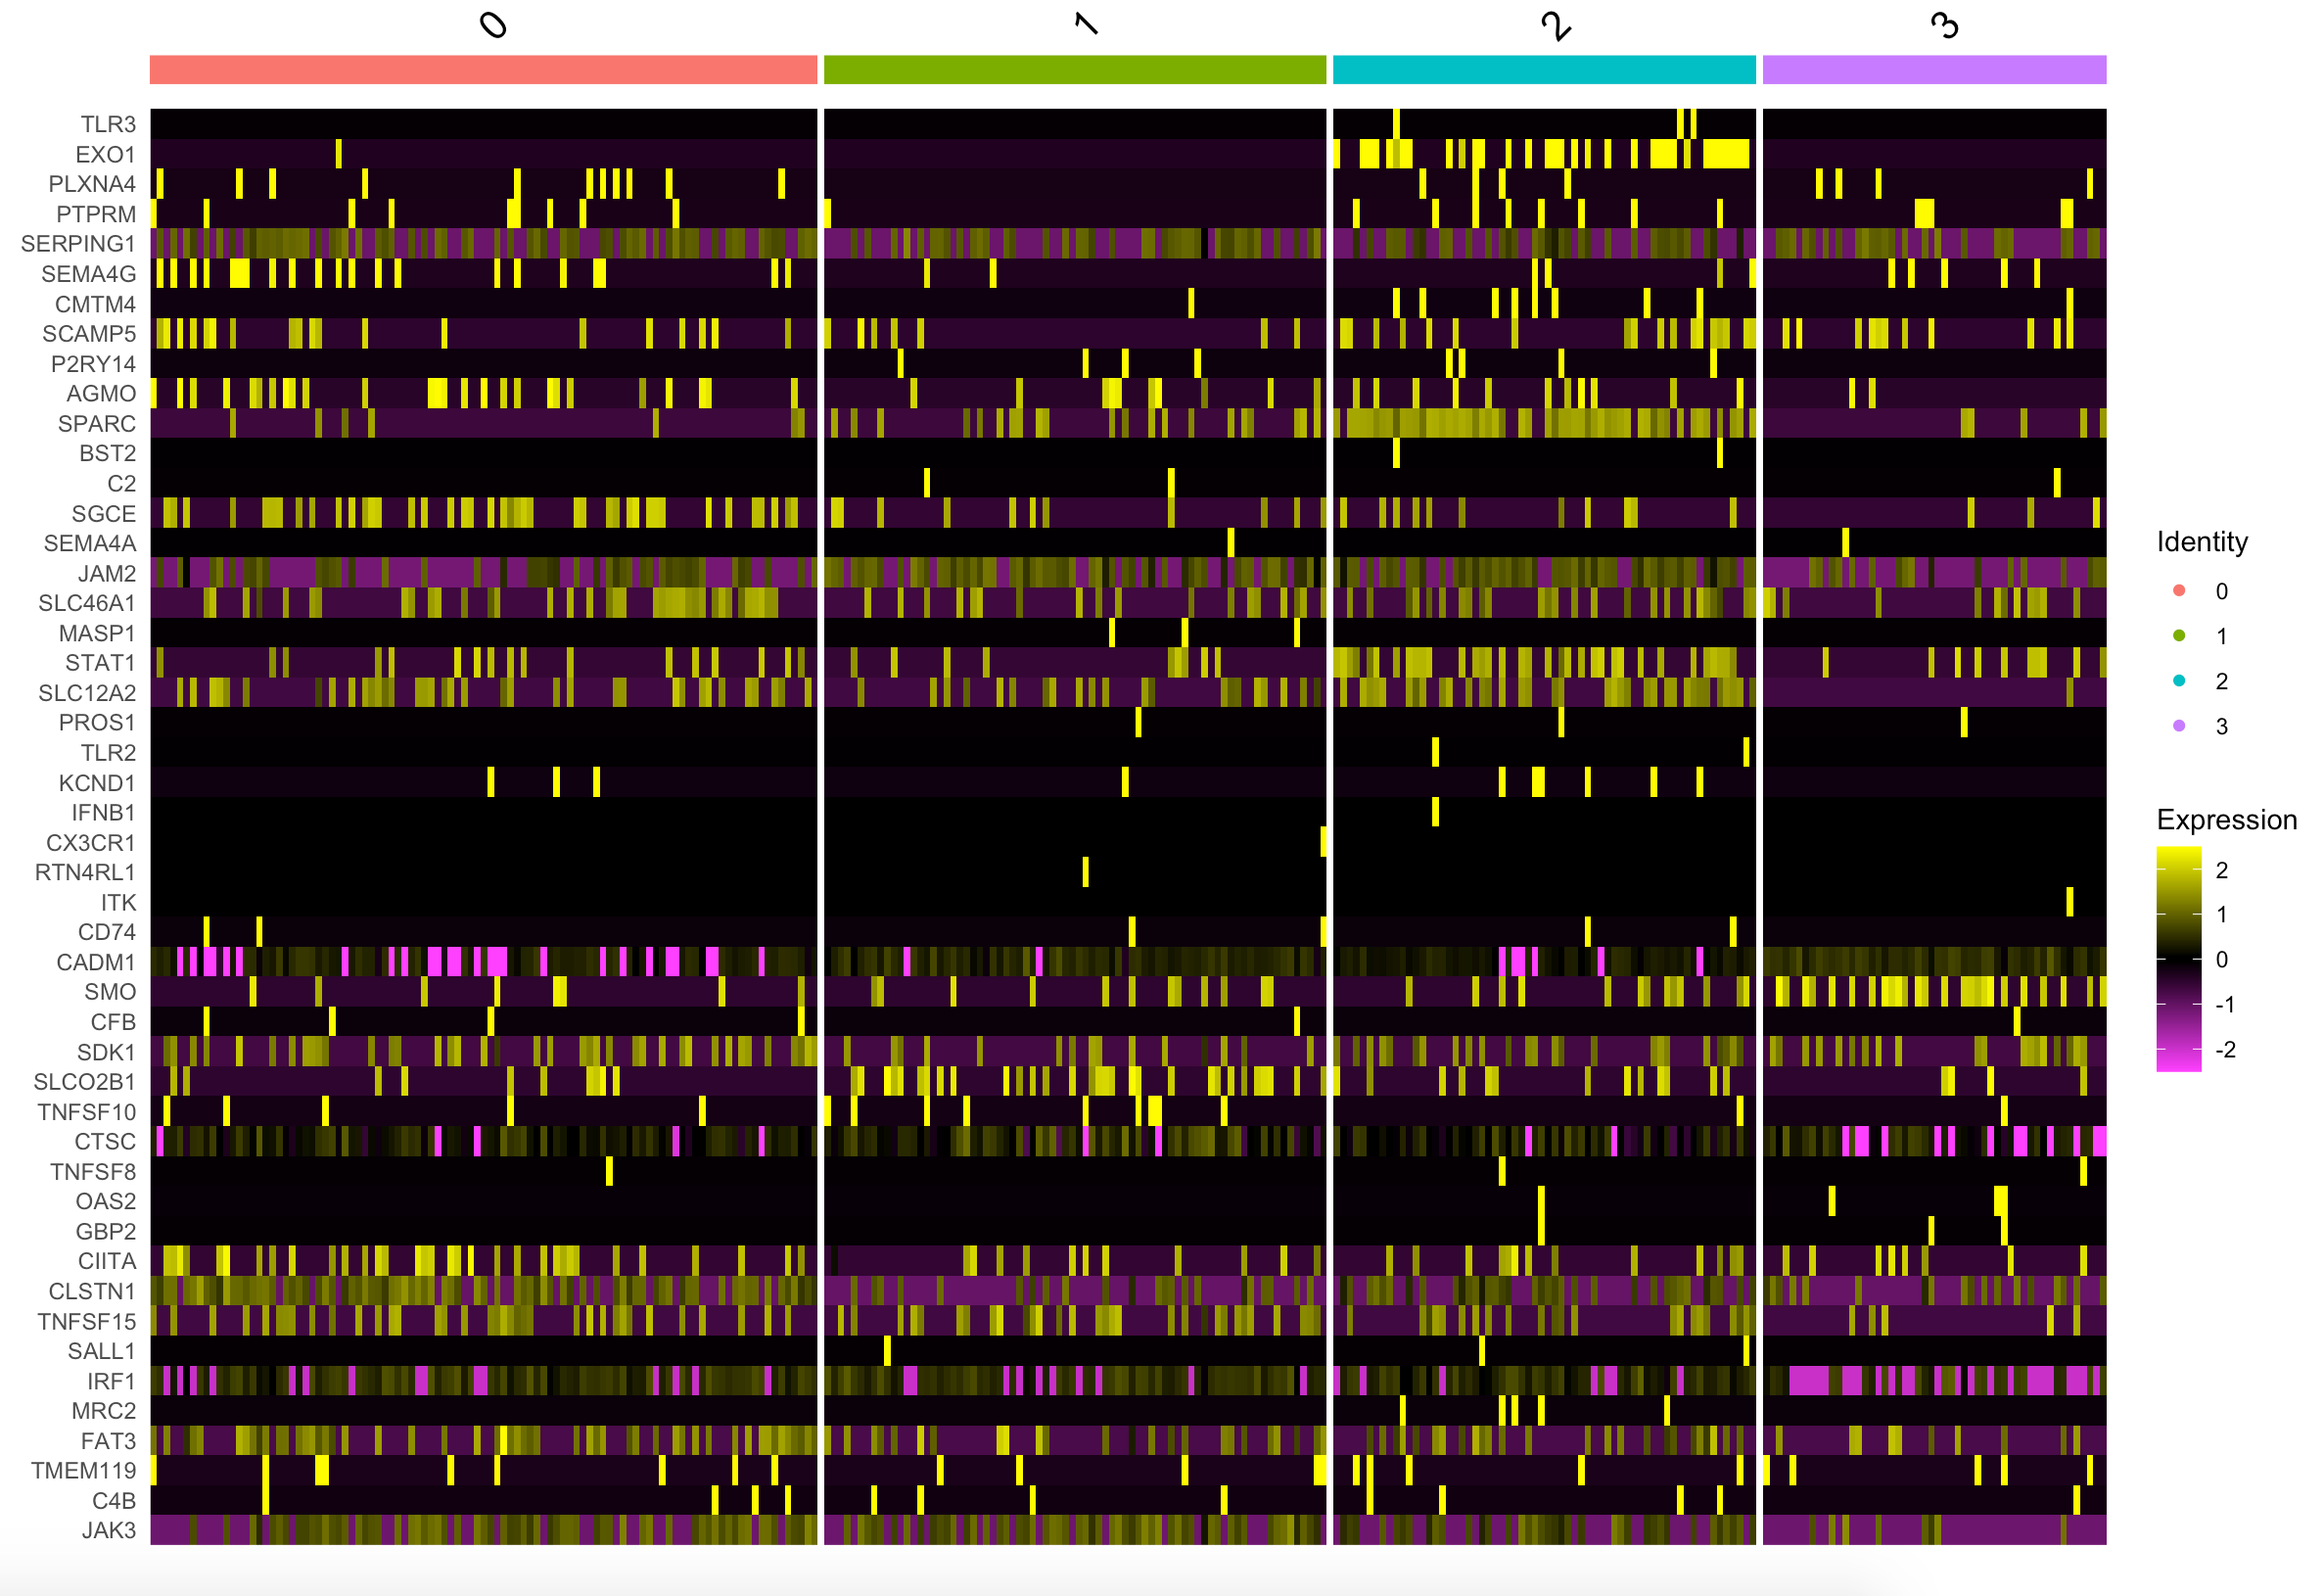 0 1 2 3
TLR3
EXO1
PLXNA4
PTPRM
SERPING1
SEMA4G
CMTM4
SCAMP5
P2RY14
AGMO
SPARC
BST2
C2
SGCE
SEMA4A
JAM2
SLC46A1
MASP1
STAT1
SLC12A2
PROS1
TLR2
KCND1
IFNB1
CX3CR1
RTN4RL1
ITK
CD74
CADM1
SMO
CFB
SDK1
SLCO2B1
TNFSF10
CTSC
TNFSF8
OAS2
GBP2
CIITA
CLSTN1
TNFSF15
SALL1
IRF1
MRC2
FAT3
TMEM119
C4B
JAK3
Identity
0
1
2
3
Expression
2
1
0
-1
-2